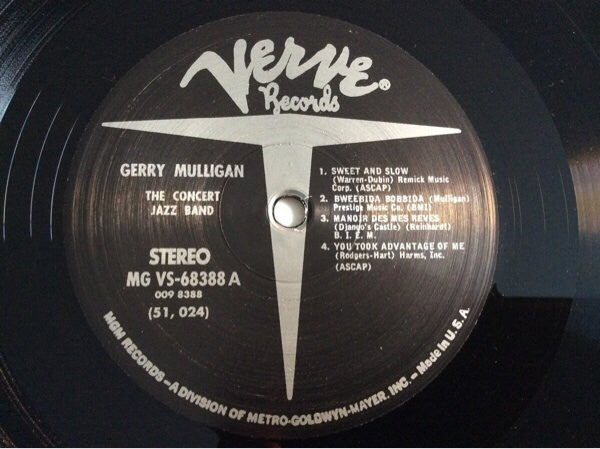 VERVE®
Records
GERRY MULLIGAN
THE CONCERT
JAZZ BAND
STEREO
MG VS-68388 A
009 8388
(51, 024)
1. SWEET AND SLOW
(Warren-Dubin) Remick Music
Corp. (ASCAP)
2. BWEEBIDA BOBBIDA (Mulligan)
Prestige Music Co. (BMI)
3. MANOIR DES MES REVES
(Django's Castle) (Reinhardt)
B. I. E. M.
4. YOU TOOK ADVANTAGE OF ME
(Rodgers-Hart) Harms, Inc.
(ASCAP)
MGM RECORDS—A DIVISION OF METRO-GOLDWYN-MAYER, INC. – Made in U. S. A.